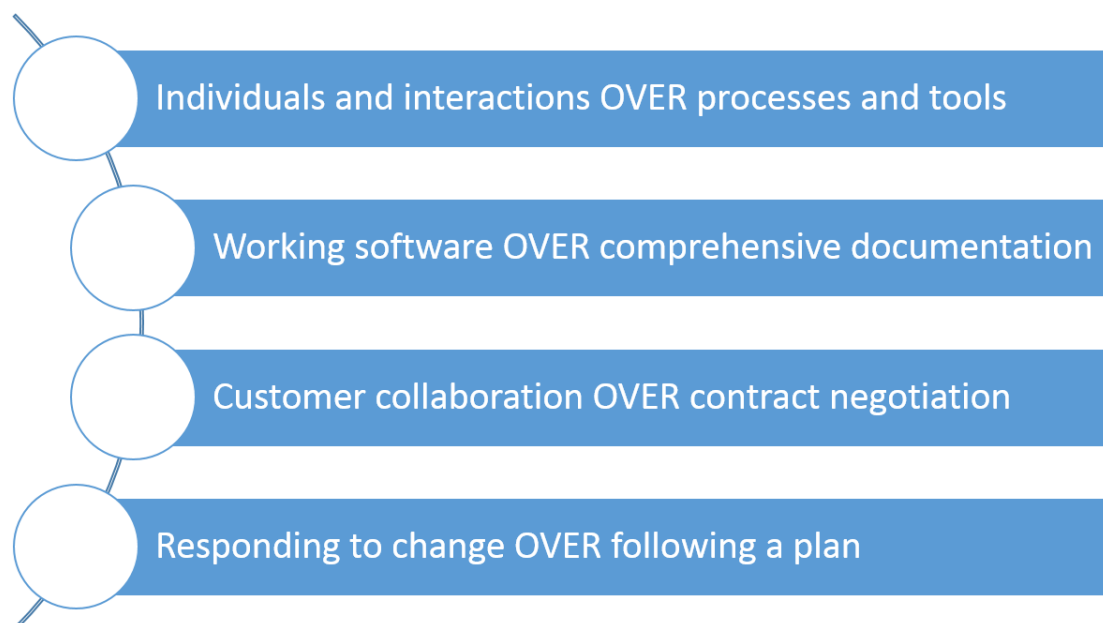 Individuals and interactions OVER processes and tools
Working software OVER comprehensive documentation
Customer collaboration OVER contract negotiation
Responding to change OVER following a plan